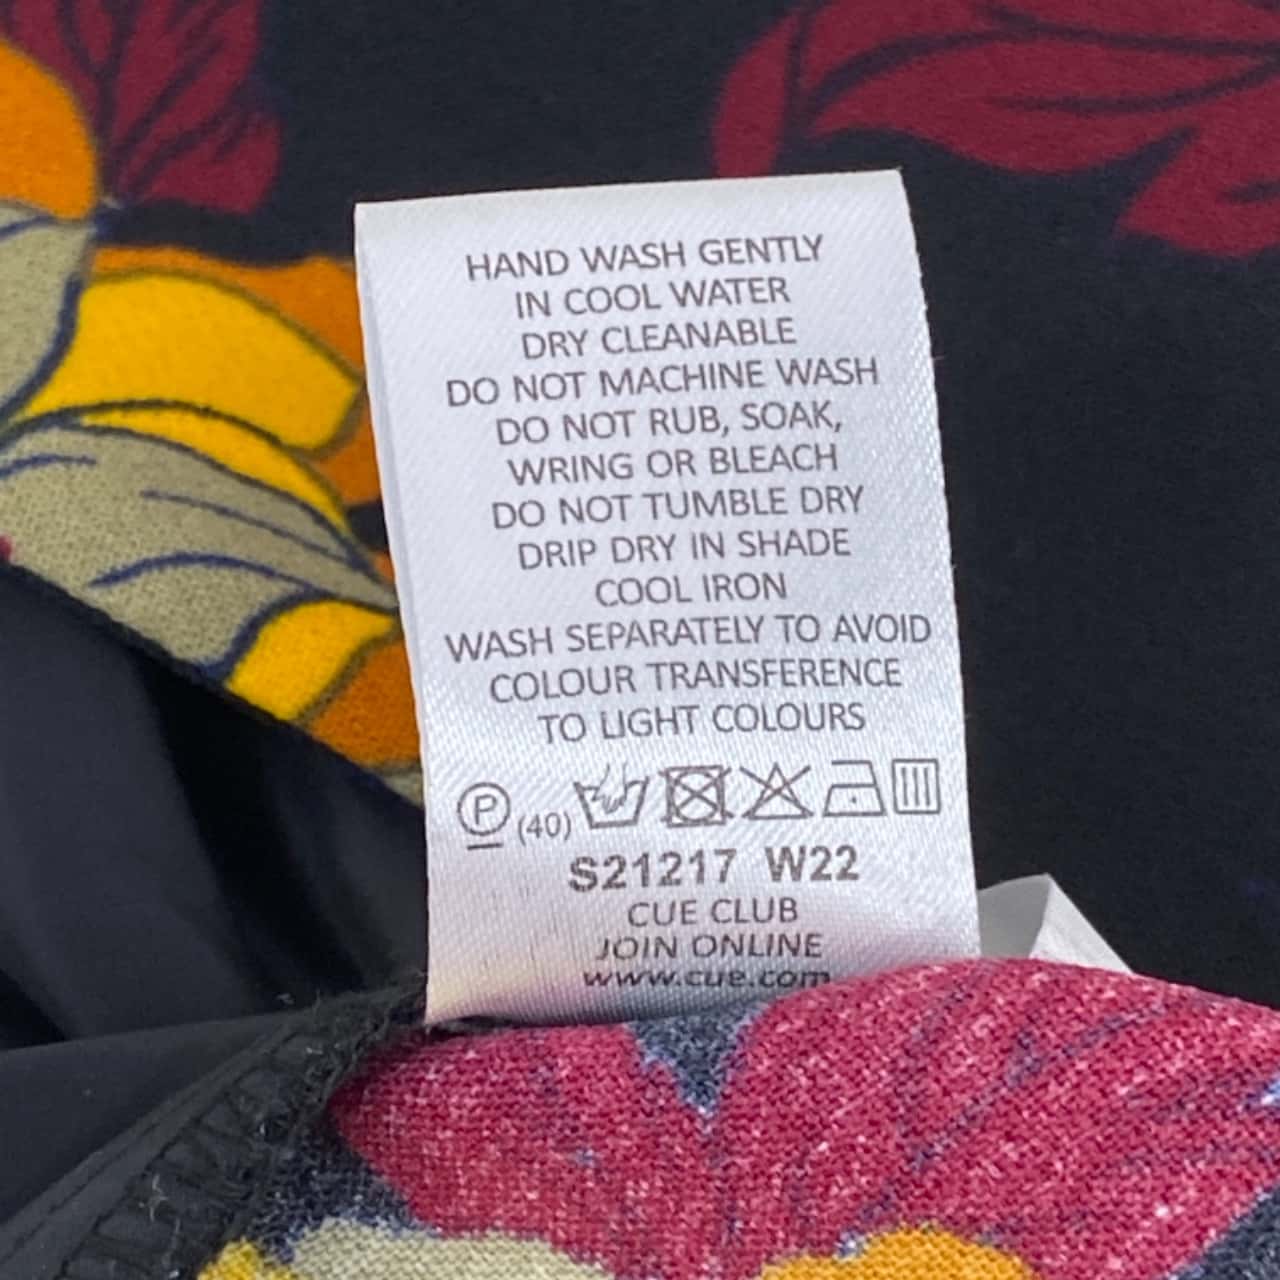 HAND WASH GENTLY
IN COOL WATER
DRY CLEANABLE
DO NOT MACHINE WASH
DO NOT RUB, SOAK,
WRING OR BLEACH
DO NOT TUMBLE DRY
DRIP DRY IN SHADE
COOL IRON
WASH SEPARATELY TO AVOID
COLOUR TRANSFERENCE
TO LIGHT COLOURS
P (40)
S21217 W22
CUE CLUB
JOIN ONLINE
www.cue.com